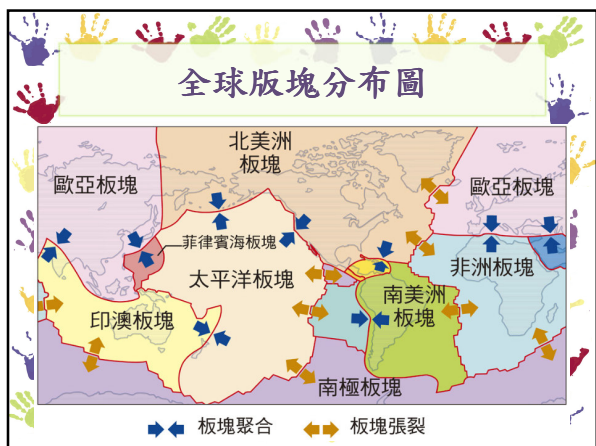 全球版塊分布圖
北美洲
板塊
歐亞板塊
歐亞板塊
菲律賓海板塊
太平洋板塊
非洲板塊
南美洲
板塊
印澳板塊
南極板塊
板塊聚合
板塊張裂